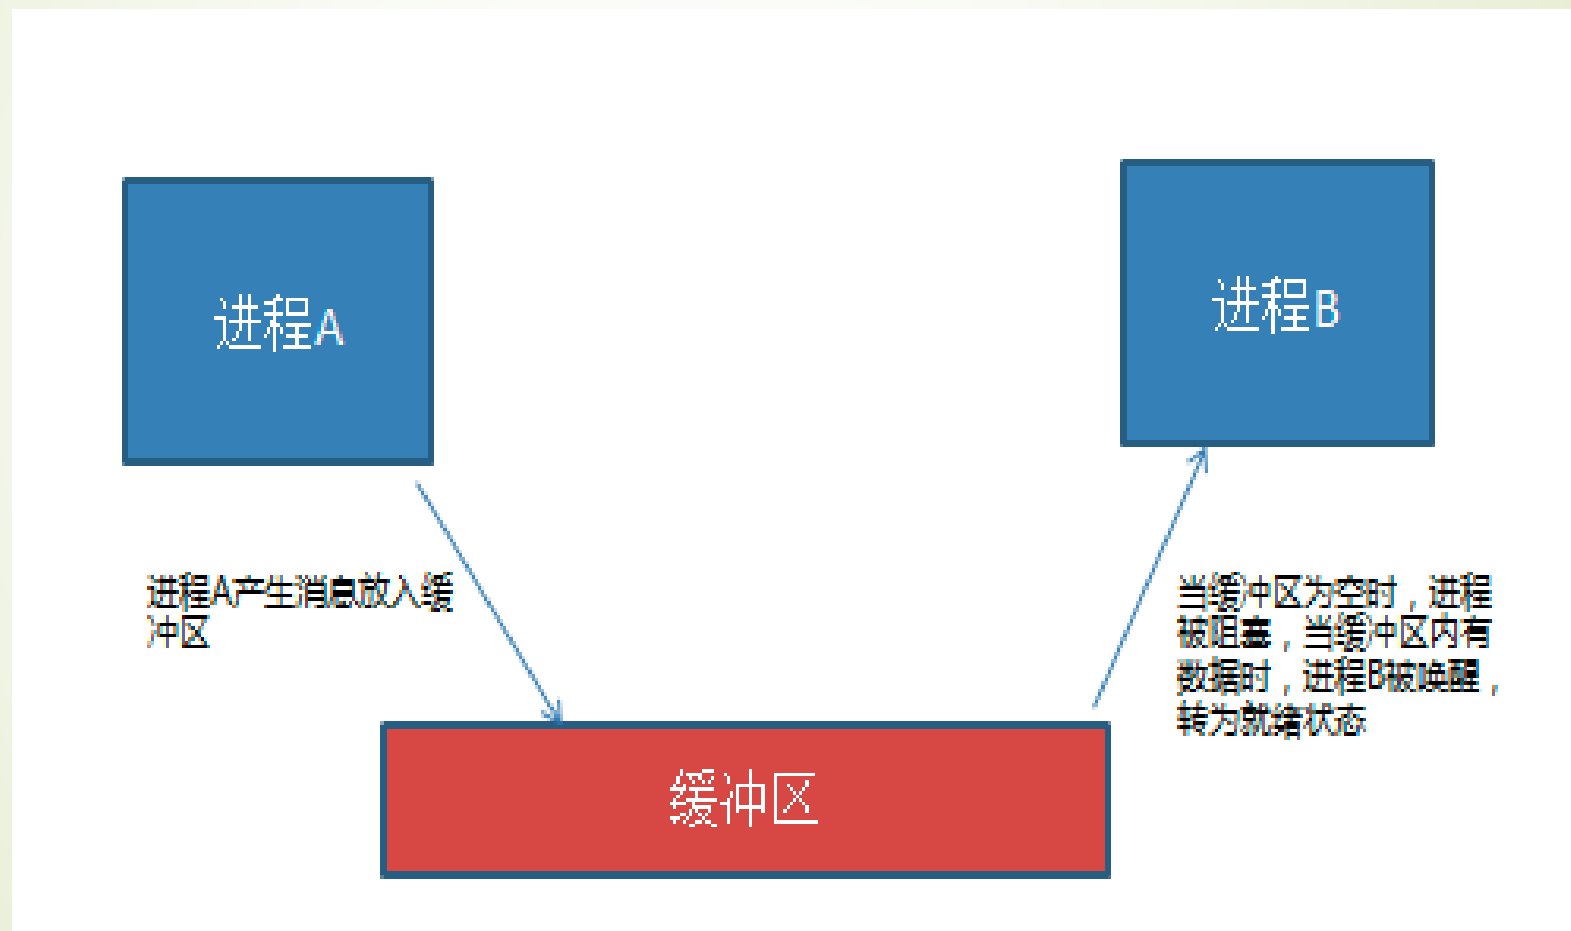 进程A
进程B
进程A产生消息放入缓
冲区
当缓冲区为空时，进程
被阻塞，当缓冲区内有
数据时，进程B被唤醒，
转为就绪状态
缓冲区